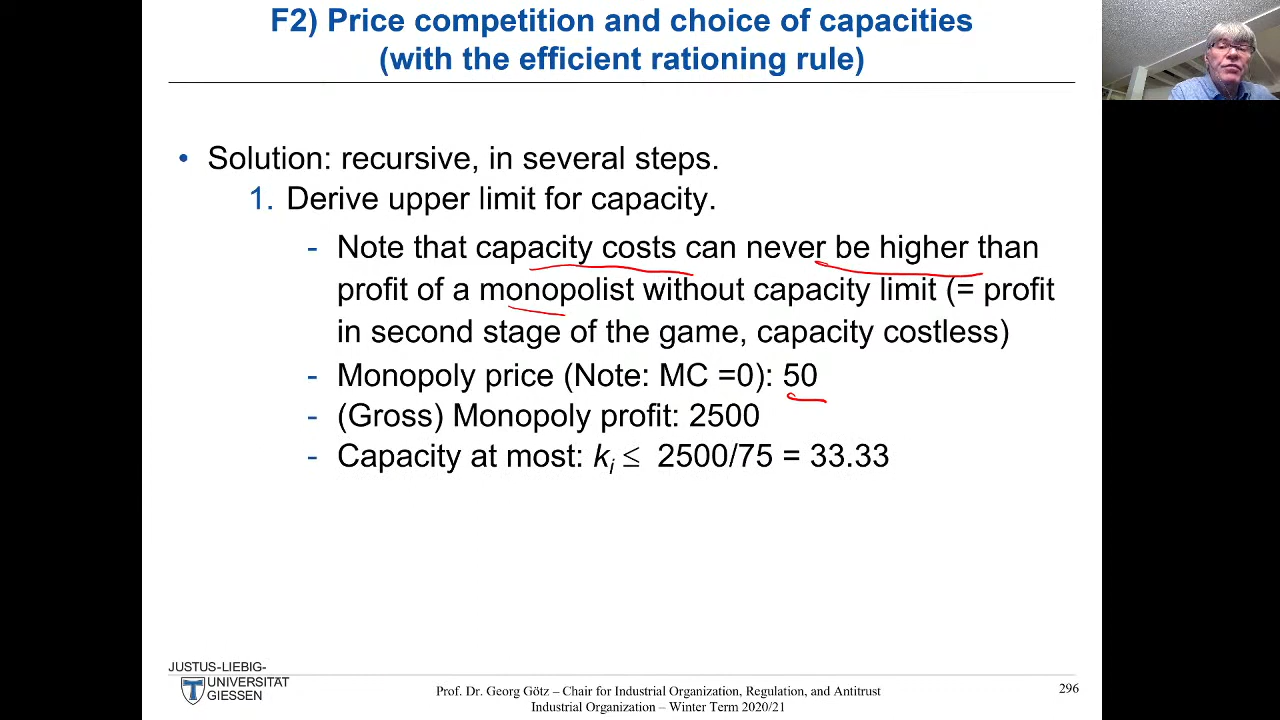 F2) Price competition and choice of capacities
(with the efficient rationing rule)
• Solution: recursive, in several steps.
1. Derive upper limit for capacity.
- Note that capacity costs can never be higher than
profit of a monopolist without capacity limit (= profit
in second stage of the game, capacity costless)
- Monopoly price (Note: MC =0): 50
- (Gross) Monopoly profit: 2500
- Capacity at most: ki ≤ 2500/75 = 33.33
JUSTUS-LIEBIG-
UNIVERSITÄT
GIESSEN
Prof. Dr. Georg Götz – Chair for Industrial Organization, Regulation, and Antitrust
Industrial Organization – Winter Term 2020/21
296